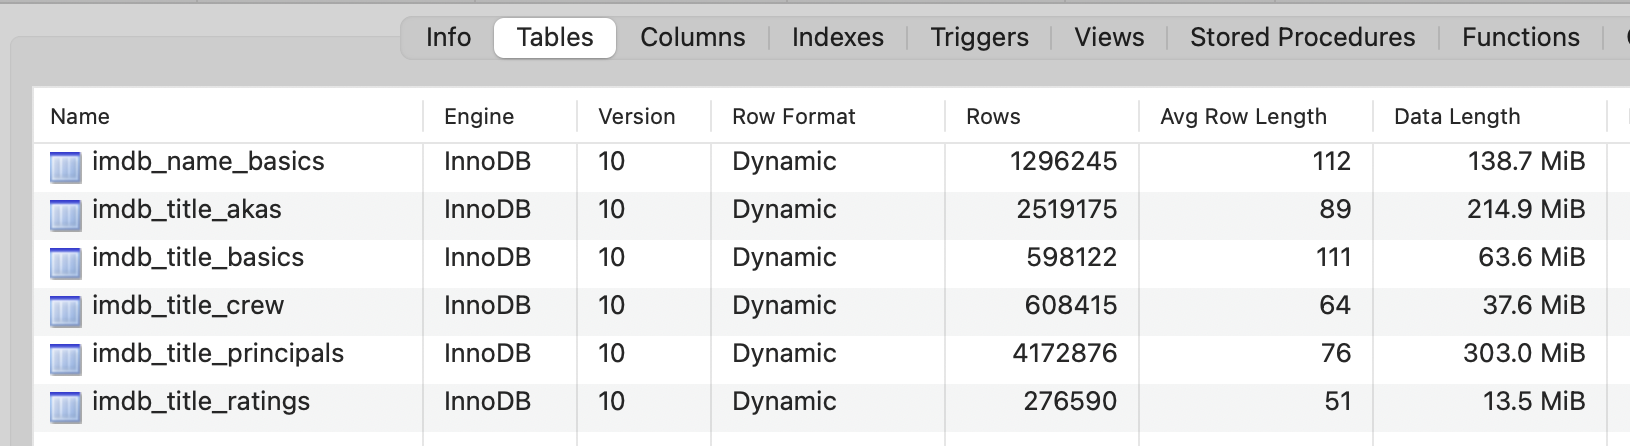 Info Tables Columns Indexes Triggers Views Stored Procedures Functions
Name Engine Version Row Format Rows Avg Row Length Data Length
imdb_name_basics InnoDB 10 Dynamic 1296245 112 138.7 MiB
imdb_title_akas InnoDB 10 Dynamic 2519175 89 214.9 MiB
imdb_title_basics InnoDB 10 Dynamic 598122 111 63.6 MiB
imdb_title_crew InnoDB 10 Dynamic 608415 64 37.6 MiB
imdb_title_principals InnoDB 10 Dynamic 4172876 76 303.0 MiB
imdb_title_ratings InnoDB 10 Dynamic 276590 51 13.5 MiB